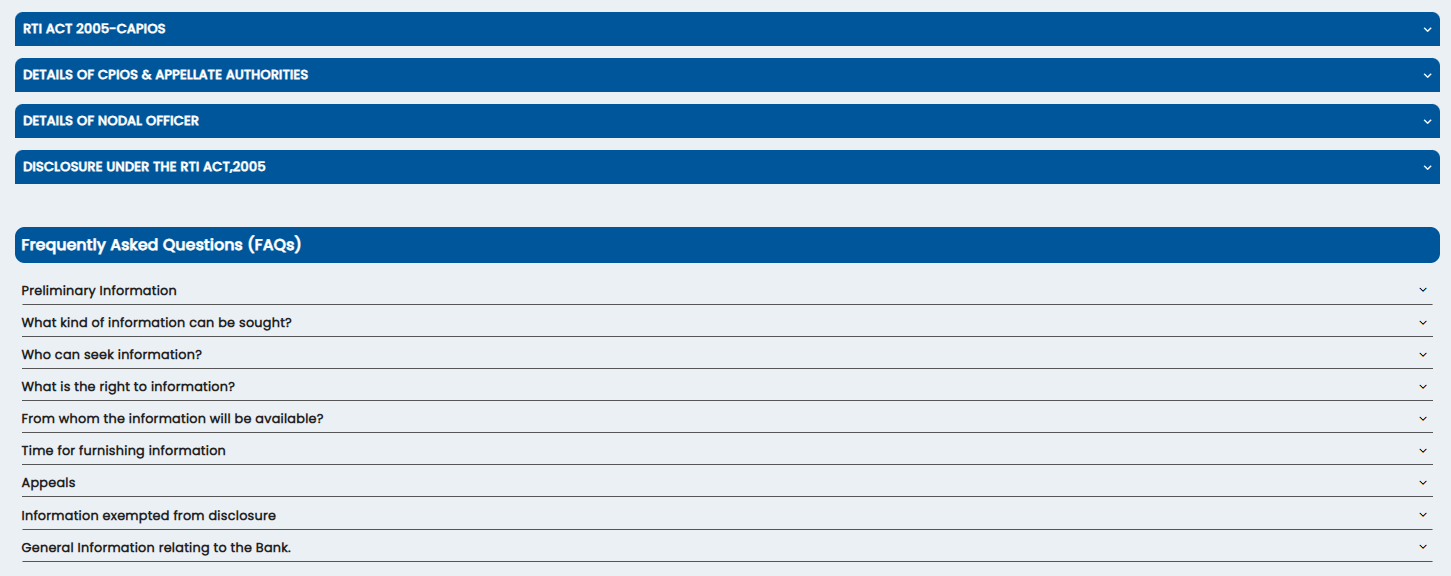 RTI ACT 2005-CAPIOS
DETAILS OF CPIOS & APPELLATE AUTHORITIES
DETAILS OF NODAL OFFICER
DISCLOSURE UNDER THE RTI ACT,2005
Frequently Asked Questions (FAQs)
Preliminary Information
What kind of information can be sought?
Who can seek information?
What is the right to information?
From whom the information will be available?
Time for furnishing information
Appeals
Information exempted from disclosure
General Information relating to the Bank.